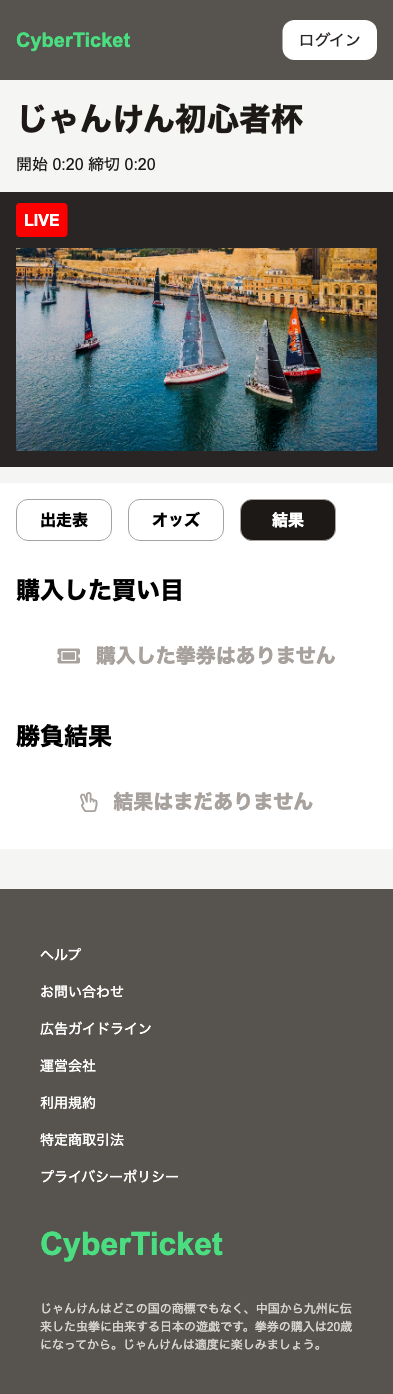 CyberTicket
ログイン
じゃんけん初心者杯
開始 0:20 締切 0:20
LIVE
出走表
オッズ
結果
購入した買い目
購入した拳券はありません
勝負結果
結果はまだありません
ヘルプ
お問い合わせ
広告ガイドライン
運営会社
利用規約
特定商取引法
プライバシーポリシー
CyberTicket
じゃんけんはどこの国の商標でもなく、中国から九州に伝
来した虫拳に由来する日本の遊戯です。拳券の購入は20歳
になってから。じゃんけんは適度に楽しみましょう。